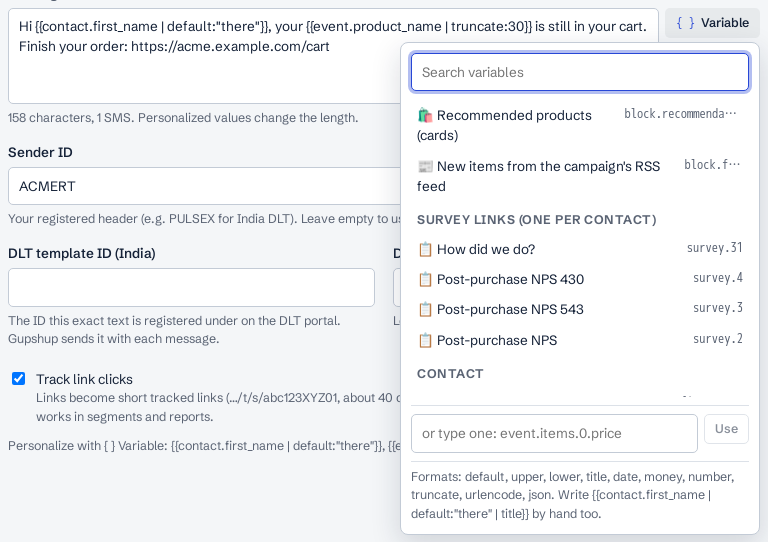 Hi {{contact.first_name | default:"there"}}, your {{event.product_name | truncate:30}} is still in your cart.
Finish your order: https://acme.example.com/cart
{ } Variable
158 characters, 1 SMS. Personalized values change the length.
Sender ID
ACMERT
Your registered header (e.g. PULSEX for India DLT). Leave empty to
DLT template ID (India)
The ID this exact text is registered under on the DLT portal.
Gupshup sends it with each message.
Track link clicks
Links become short tracked links (…/t/s/abc123XYZ01, about 40
works in segments and reports.
Personalize with { } Variable: {{contact.first_name | default:"there"}},
Search variables
🛍️ Recommended products block.recommenda…
(cards)
📰 New items from the campaign's RSS block.f…
feed
SURVEY LINKS (ONE PER CONTACT)
📋 How did we do? survey.31
📋 Post-purchase NPS 430 survey.4
📋 Post-purchase NPS 543 survey.3
📋 Post-purchase NPS survey.2
CONTACT
or type one: event.items.0.price
Use
Formats: default, upper, lower, title, date, money, number,
truncate, urlencode, json. Write {{contact.first_name |
default:"there" | title}} by hand too.